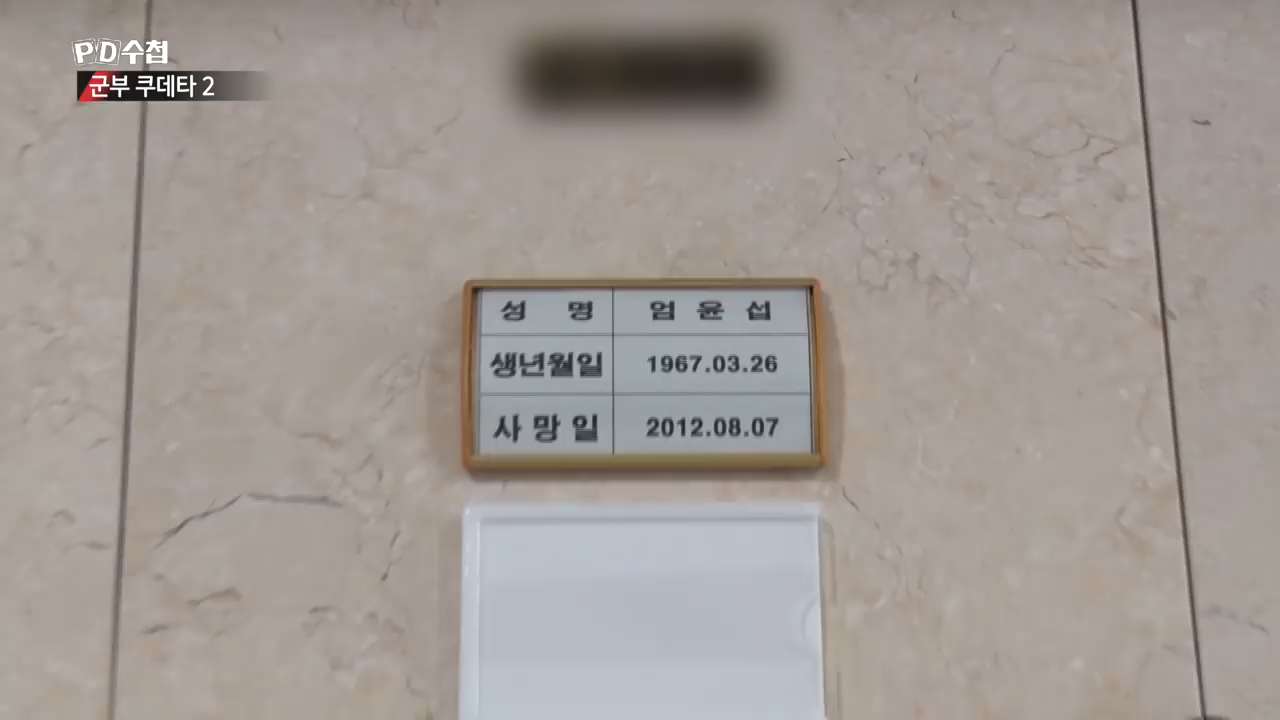 PD수첩
군부 쿠데타 2
성 명 엄 윤 섭
생년월일 1967.03.26
사 망 일 2012.08.07